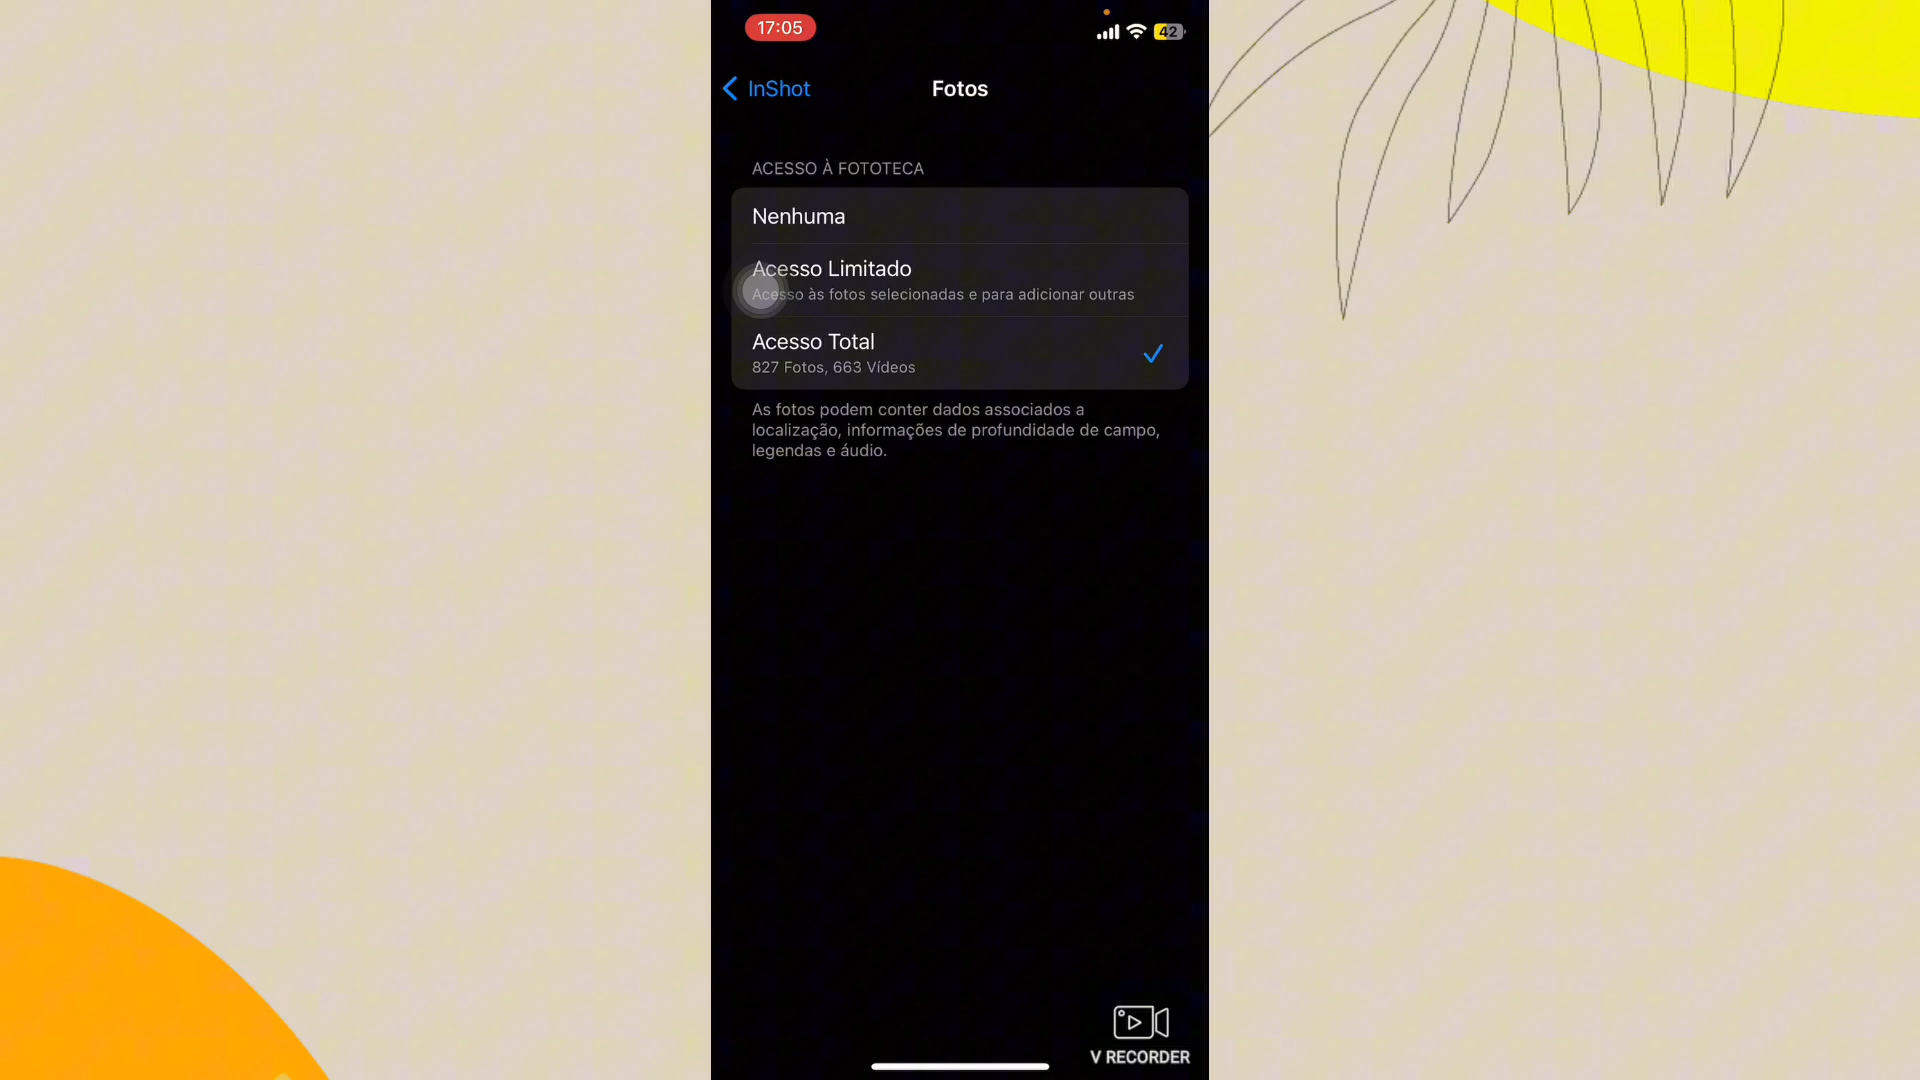 17:05
42
InShot
Fotos
ACESSO À FOTOTECA
Nenhuma
Acesso Limitado
Acesso às fotos selecionadas e para adicionar outras
Acesso Total
827 Fotos, 663 Vídeos
As fotos podem conter dados associados a
localização, informações de profundidade de campo,
legendas e áudio.
V RECORDER